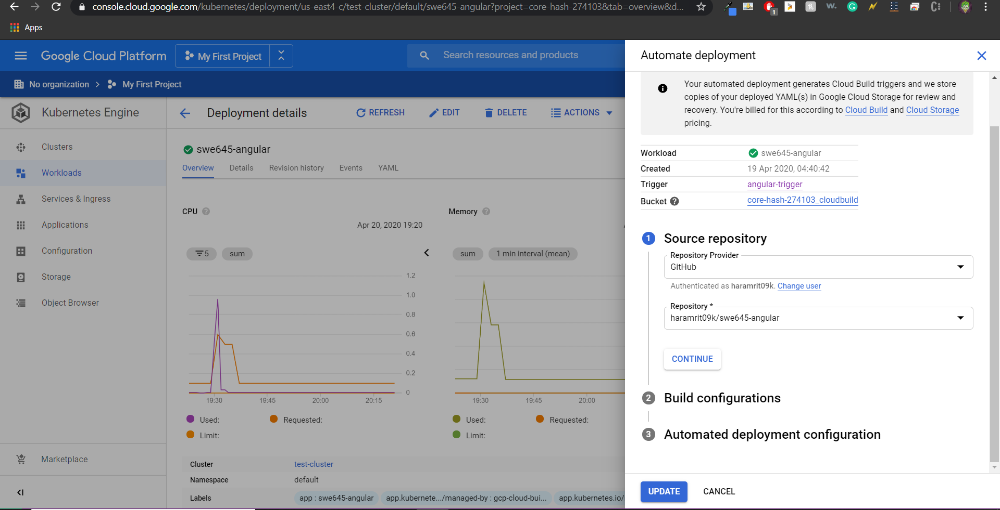 console.cloud.google.com/kubernetes/deployment/us-east4-c/test-cluster/default/swe645-angular?project=core-hash-274103&tab=overview&d...
1
Apps
Google Cloud Platform
My First Project
Search resources and products
No organization
My First Project
Kubernetes Engine
Clusters
Workloads
Services & Ingress
Applications
Configuration
Storage
Object Browser
Marketplace
Deployment details
REFRESH
EDIT
DELETE
ACTIONS
swe645-angular
Overview
Details
Revision history
Events
YAML
CPU
Apr 20, 2020 19:20
5
sum
1.2
1.0
0.8
0.6
0.4
0.2
0
19:30
19:45
20:00
20:15
Used:
Requested:
Limit:
Memory
sum
1 min interval (mean)
19:30
19:45
20:00
Used:
Requested:
Limit:
Cluster
test-cluster
Namespace
default
Labels
app : swe645-angular
app.kubernete.../managed-by : gcp-cloud-bui...
app.kubernetes.io/
Automate deployment
Your automated deployment generates Cloud Build triggers and we store
copies of your deployed YAML(s) in Google Cloud Storage for review and
recovery. You're billed for this according to Cloud Build and Cloud Storage
pricing.
Workload
swe645-angular
Created
19 Apr 2020, 04:40:42
Trigger
angular-trigger
Bucket
core-hash-274103_cloudbuild
1
Source repository
Repository Provider
GitHub
Authenticated as haramrit09k. Change user
Repository *
haramrit09k/swe645-angular
CONTINUE
2
Build configurations
3
Automated deployment configuration
UPDATE
CANCEL